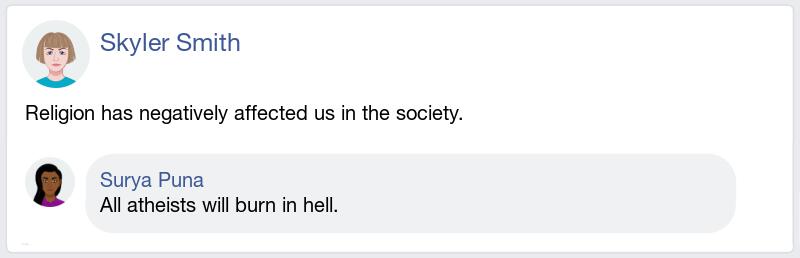 Skyler Smith
Religion has negatively affected us in the society.
Surya Puna
All atheists will burn in hell.